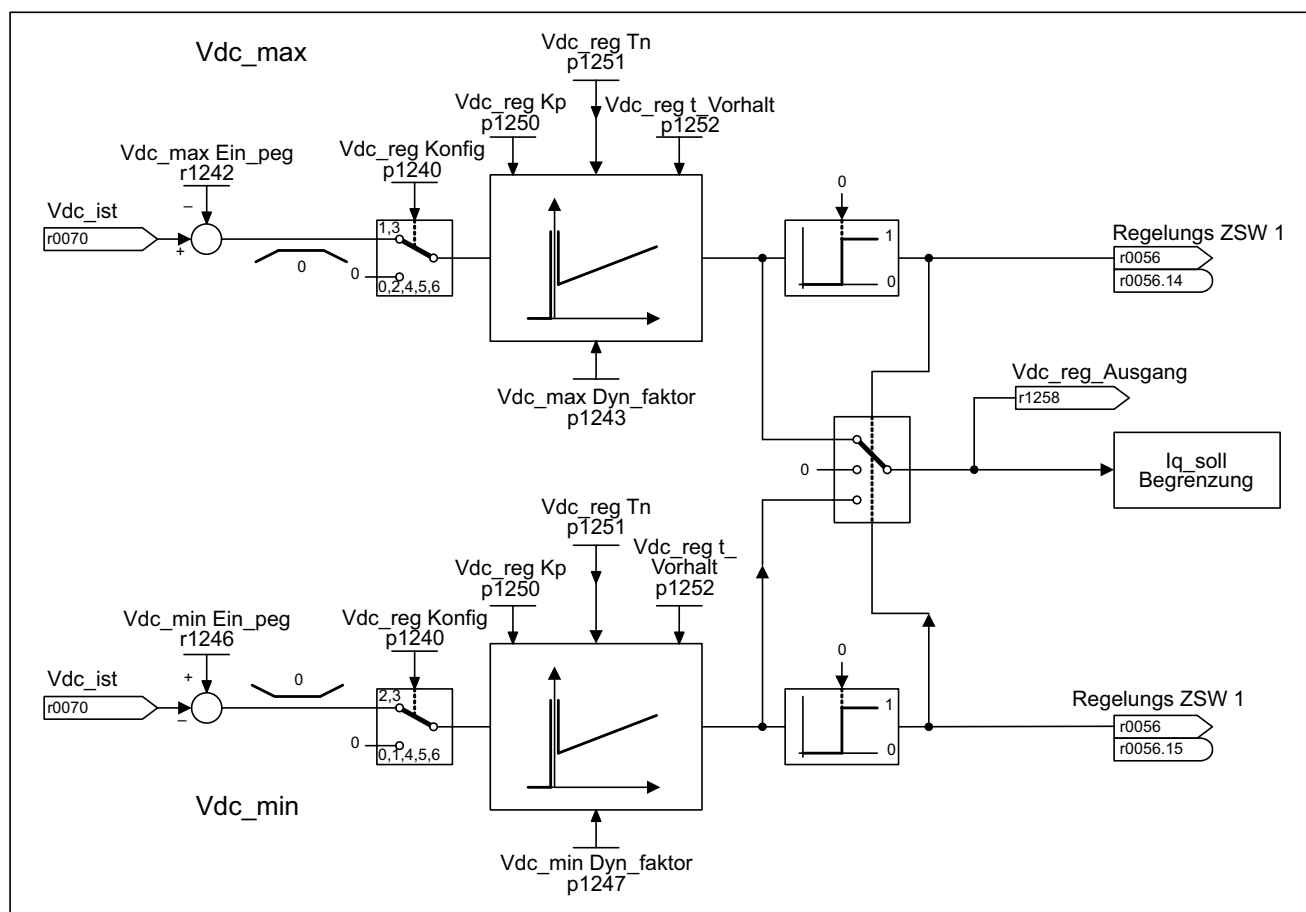 Vdc_max
Vdc_reg Tn
p1251
Vdc_reg Kp
p1250
Vdc_reg t_Vorhalt
p1252
Vdc_max Ein_peg
r1242
Vdc_reg Konfig
p1240
Vdc_ist
r0070
–
+
0
1,3
0
0,2,4,5,6
0
1
0
Regelungs ZSW 1
r0056
r0056.14
Vdc_max Dyn_faktor
p1243
Vdc_reg_Ausgang
r1258
0
Iq_soll
Begrenzung
Vdc_reg Tn
p1251
Vdc_reg Kp
p1250
Vdc_reg t_
Vorhalt
p1252
Vdc_min Ein_peg
r1246
Vdc_reg Konfig
p1240
Vdc_ist
r0070
+
–
0
2,3
0
0,1,4,5,6
0
1
0
Regelungs ZSW 1
r0056
r0056.15
Vdc_min
Vdc_min Dyn_faktor
p1247